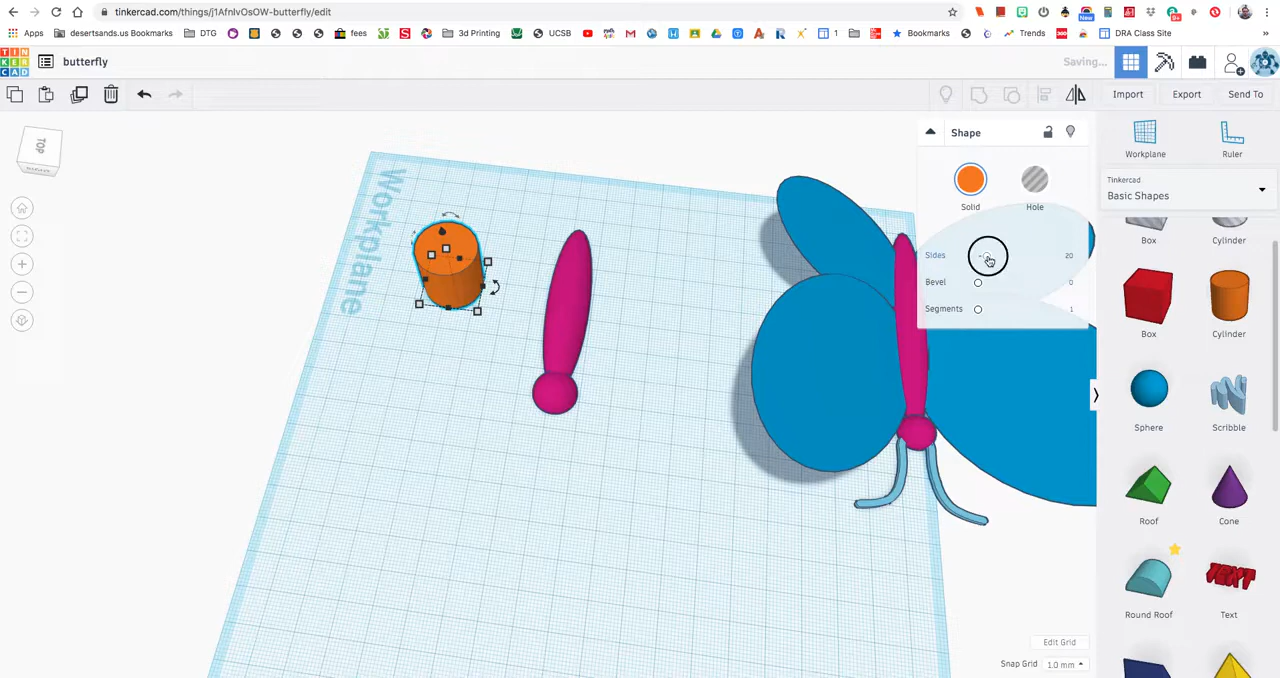 tinkercad.com/things/j1AfnlvOsOW-butterfly/edit
Apps desertsands.us Bookmarks DTG fees 3d Printing UCSB 1 Bookmarks Trends DRA Class Site »
TIN
KER
CAD
butterfly
Saving...
Import Export Send To
TOP
Workplane
Shape
Solid Hole
Sides 20
Bevel 0
Segments 1
Workplane Ruler
Tinkercad
Basic Shapes
Box Cylinder
Box Cylinder
Sphere Scribble
Roof Cone
Round Roof Text
Edit Grid
Snap Grid 1.0 mm